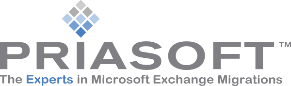 PRIASOFT™
The Experts in Microsoft Exchange Migrations